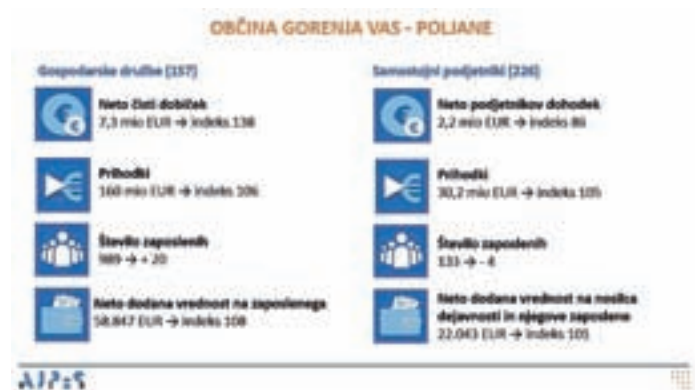 OBČINA GORENJA VAS - POLJANE
Gospodarske družbe (157)
Neto čisti dobiček
7,3 mio EUR → indeks 138
Prihodki
160 mio EUR → indeks 106
Število zaposlenih
989 → + 20
Neto dodana vrednost na zaposlenega
58.847 EUR → indeks 108
Samostojni podjetniki (226)
Neto podjetnikov dohodek
2,2 mio EUR → indeks 86
Prihodki
30,2 mio EUR → indeks 105
Število zaposlenih
133 → - 4
Neto dodana vrednost na nosilca
dejavnosti in njegove zaposlene
22.043 EUR → indeks 105